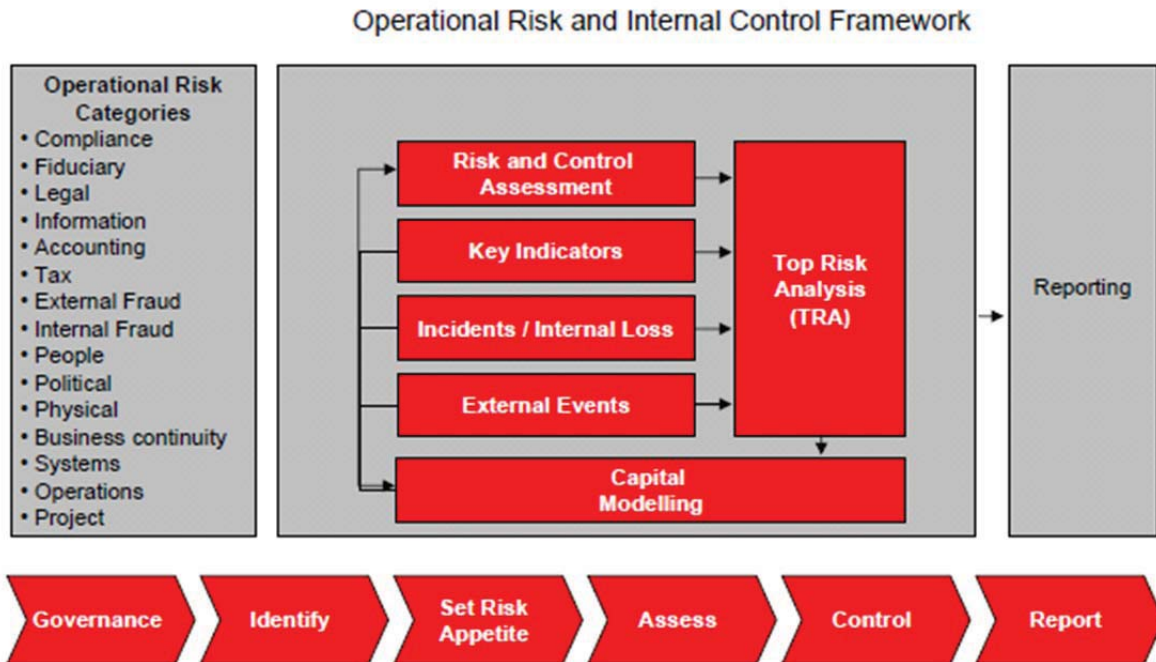 Operational Risk and Internal Control Framework
Operational Risk
Categories
• Compliance
• Fiduciary
• Legal
• Information
• Accounting
• Tax
• External Fraud
• Internal Fraud
• People
• Political
• Physical
• Business continuity
• Systems
• Operations
• Project
Risk and Control
Assessment
Key Indicators
Incidents / Internal Loss
External Events
Top Risk
Analysis
(TRA)
Capital
Modelling
Reporting
Governance
Identify
Set Risk
Appetite
Assess
Control
Report